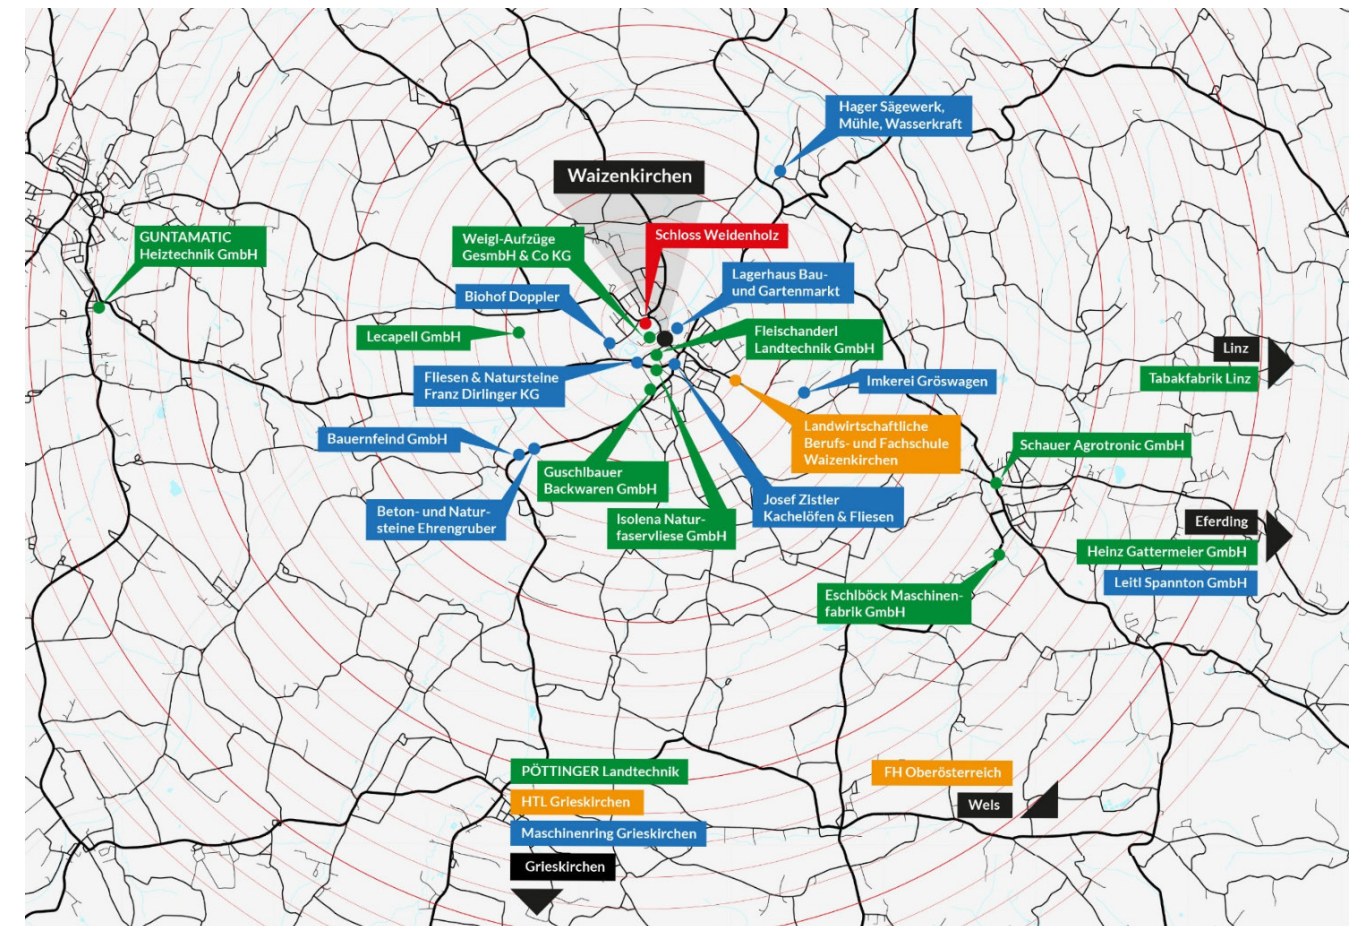 Hager Sägewerk,
Mühle, Wasserkraft
Waizenkirchen
GUNTAMATIC
Heiztechnik GmbH
Weigl-Aufzüge
GesmbH & Co KG
Schloss Weidenholz
Lagerhaus Bau-
und Gartenmarkt
Biohof Doppler
Lecapell GmbH
Fleischanderl
Landtechnik GmbH
Linz
Tabakfabrik Linz
Fliesen & Natursteine
Franz Dirlinger KG
Imkerei Gröswagen
Bauernfeind GmbH
Landwirtschaftliche
Berufs- und Fachschule
Waizenkirchen
Schauer Agrotronic GmbH
Guschlbauer
Backwaren GmbH
Beton- und Natur-
steine Ehrengruber
Isolena Natur-
faservliese GmbH
Josef Zistler
Kachelöfen & Fliesen
Eferding
Heinz Gattermeier GmbH
Leitl Spannton GmbH
Eschlböck Maschinen-
fabrik GmbH
PÖTTINGER Landtechnik
HTL Grieskirchen
Maschinenring Grieskirchen
Grieskirchen
FH Oberösterreich
Wels